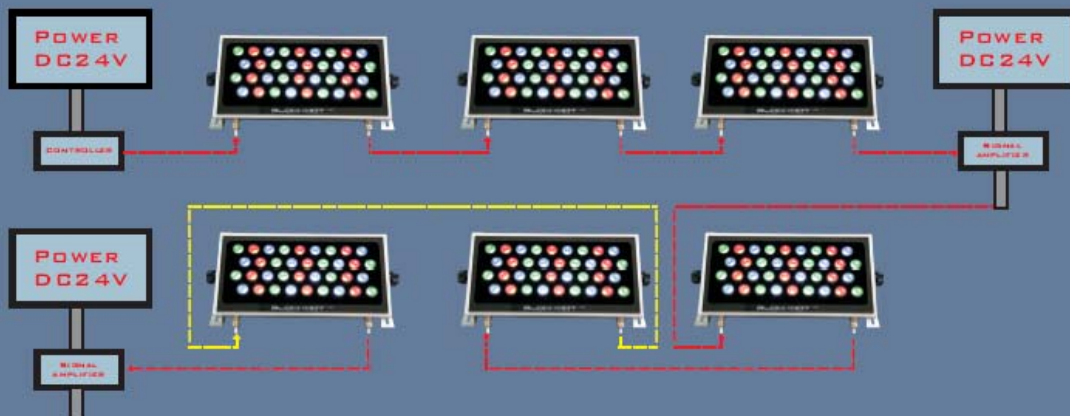 POWER
DC24V
POWER
DC24V
CONTROLLER
SIGNAL
AMPLIFIER
POWER
DC24V
SIGNAL
AMPLIFIER